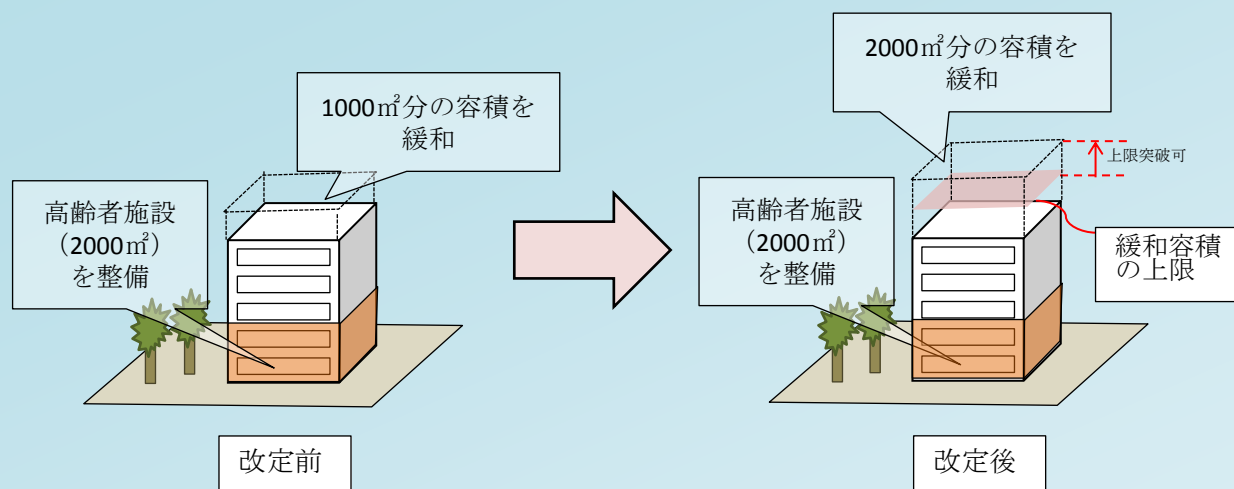 1000㎡分の容積を
緩和
高齢者施設
（2000㎡）
を整備
改定前
2000㎡分の容積を
緩和
上限突破可
高齢者施設
（2000㎡）
を整備
緩和容積
の上限
改定後